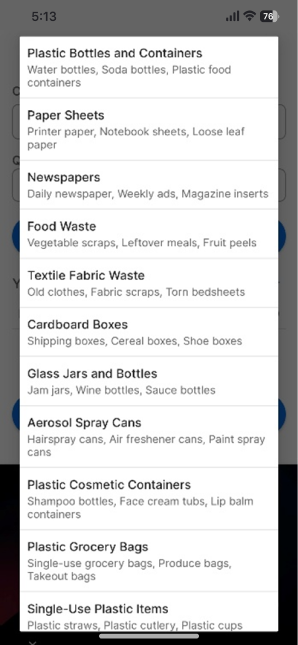 5:13
76
Plastic Bottles and Containers
Water bottles, Soda bottles, Plastic food
containers
Paper Sheets
Printer paper, Notebook sheets, Loose leaf
paper
Newspapers
Daily newspaper, Weekly ads, Magazine inserts
Food Waste
Vegetable scraps, Leftover meals, Fruit peels
Textile Fabric Waste
Old clothes, Fabric scraps, Torn bedsheets
Cardboard Boxes
Shipping boxes, Cereal boxes, Shoe boxes
Glass Jars and Bottles
Jam jars, Wine bottles, Sauce bottles
Aerosol Spray Cans
Hairspray cans, Air freshener cans, Paint spray
cans
Plastic Cosmetic Containers
Shampoo bottles, Face cream tubs, Lip balm
containers
Plastic Grocery Bags
Single-use grocery bags, Produce bags,
Takeout bags
Single-Use Plastic Items
Plastic straws, Plastic cutlery, Plastic cups